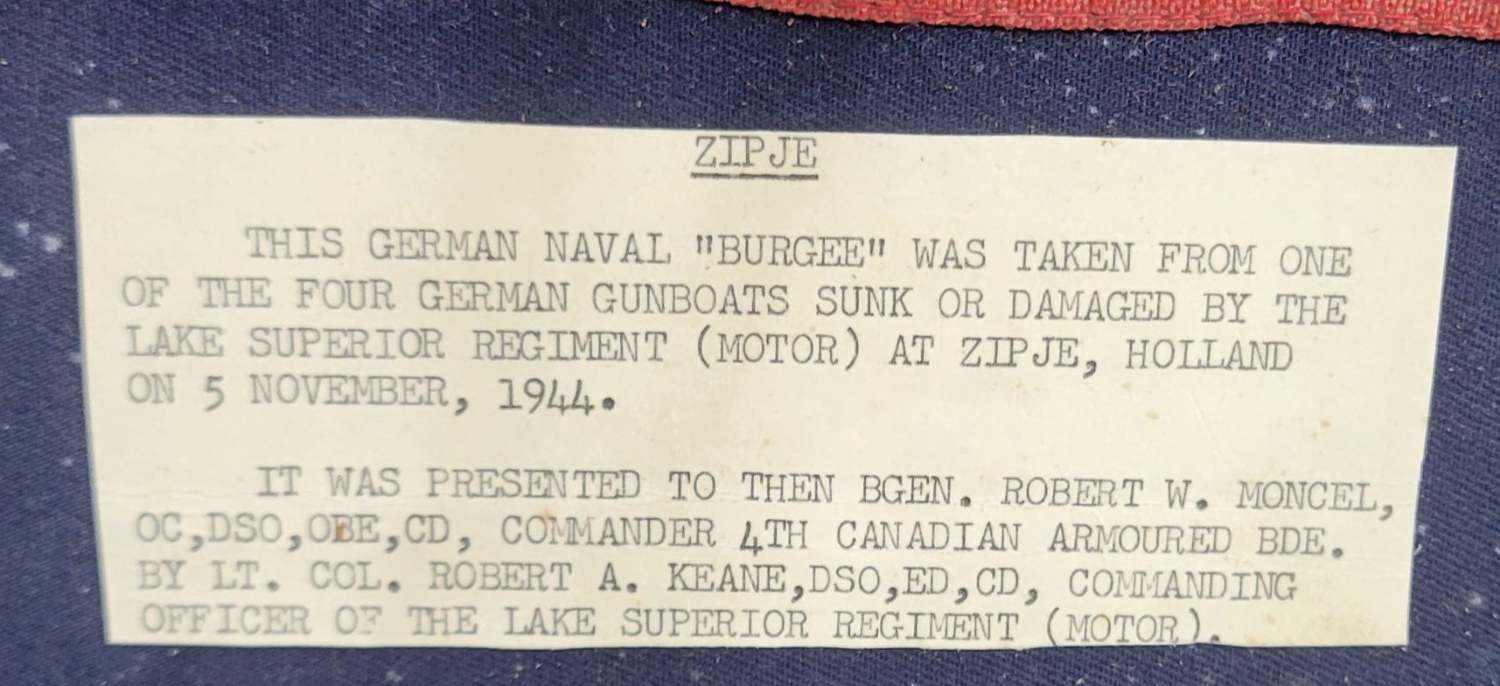 ZIPJE
THIS GERMAN NAVAL "BURGEE" WAS TAKEN FROM ONE
OF THE FOUR GERMAN GUNBOATS SUNK OR DAMAGED BY THE
LAKE SUPERIOR REGIMENT (MOTOR) AT ZIPJE, HOLLAND
ON 5 NOVEMBER, 1944.
IT WAS PRESENTED TO THEN BGEN. ROBERT W. MONCEL,
OC,DSO,OBE,CD, COMMANDER 4TH CANADIAN ARMOURED BDE.
BY LT. COL. ROBERT A. KEANE,DSO,ED,CD, COMMANDING
OFFICER OF THE LAKE SUPERIOR REGIMENT (MOTOR).